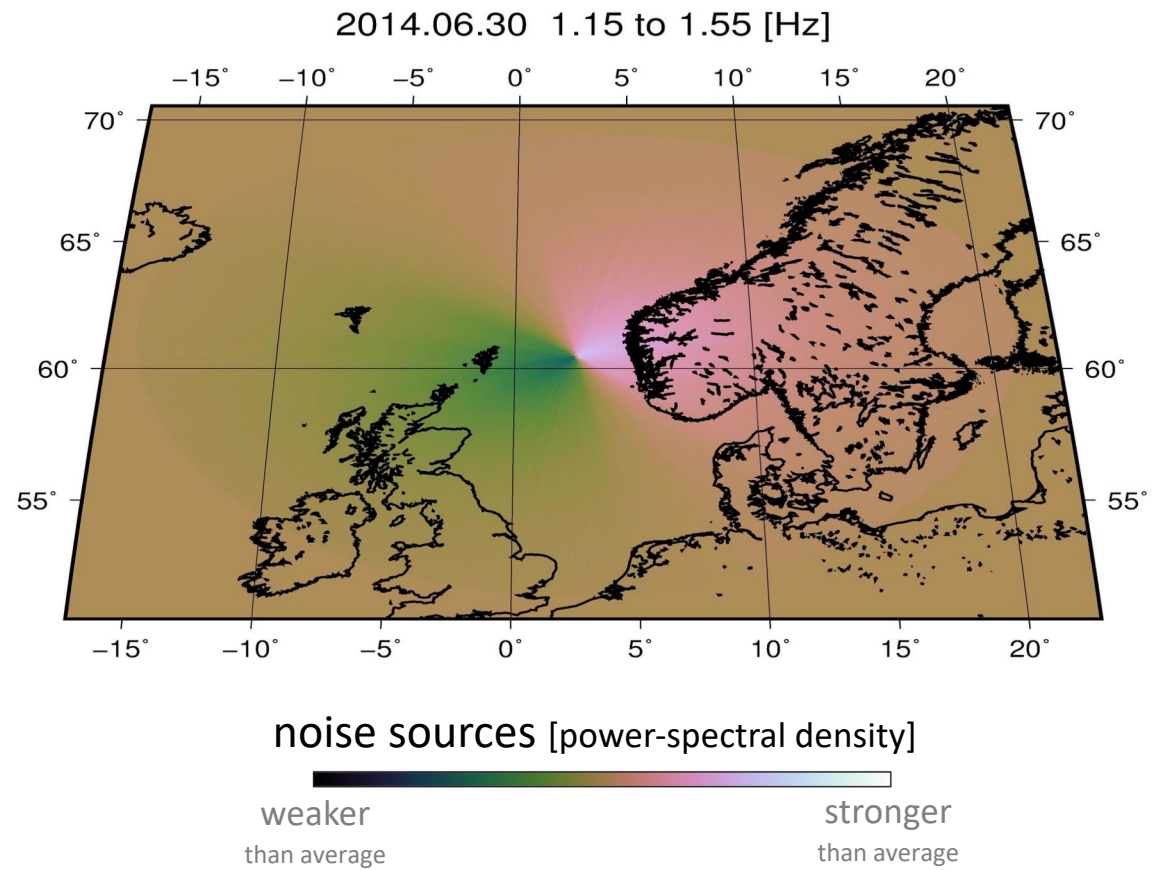 2014.06.30 1.15 to 1.55 [Hz]
−15° −10° −5° 0° 5° 10° 15° 20°
70° 70°
65° 65°
60° 60°
55° 55°
−15° −10° −5° 0° 5° 10° 15° 20°
noise sources [power-spectral density]
weaker stronger
than average than average